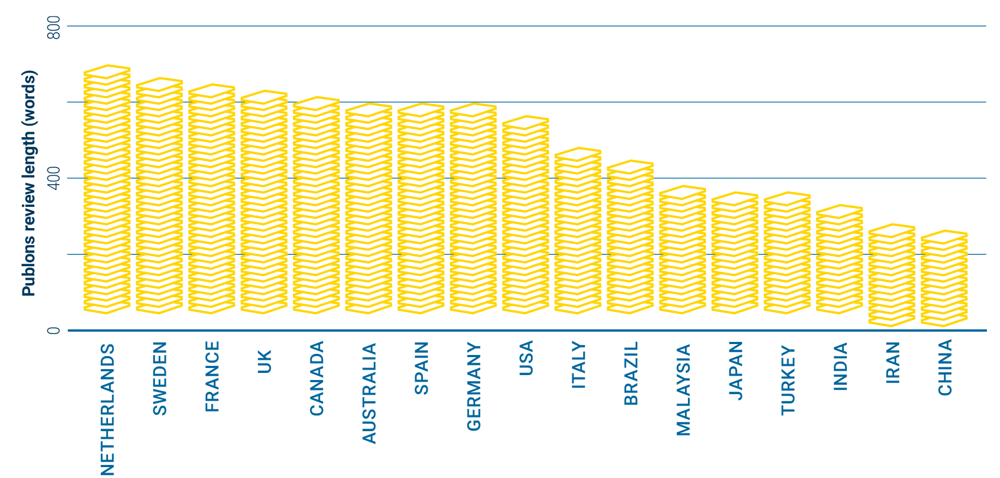 Publons review length (words)
800
400
0
NETHERLANDS
SWEDEN
FRANCE
UK
CANADA
AUSTRALIA
SPAIN
GERMANY
USA
ITALY
BRAZIL
MALAYSIA
JAPAN
TURKEY
INDIA
IRAN
CHINA